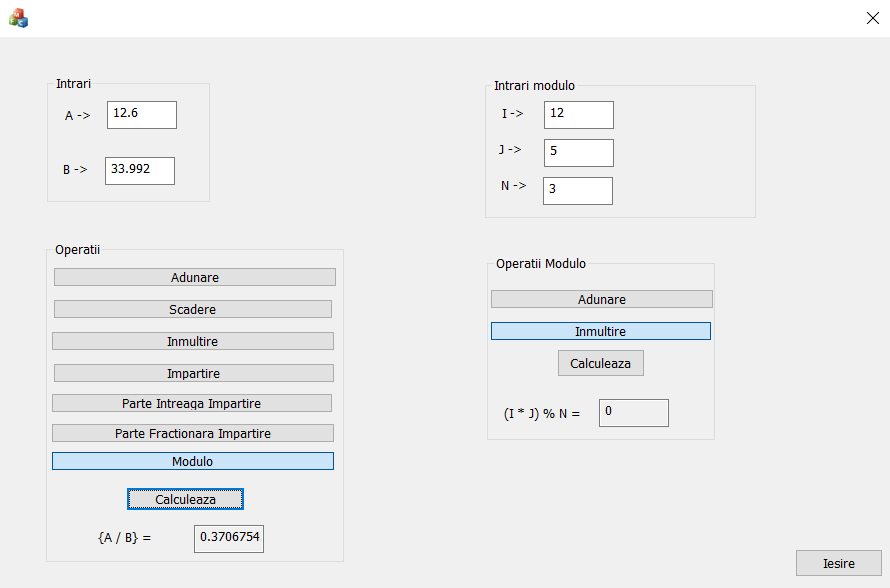 Intrari
A ->
12.6
B ->
33.992
Intrari modulo
I ->
12
J ->
5
N ->
3
Operatii
Adunare
Scadere
Inmultire
Impartire
Parte Intreaga Impartire
Parte Fractionara Impartire
Modulo
Calculeaza
{A / B} =
0.3706754
Operatii Modulo
Adunare
Inmultire
Calculeaza
(I * J) % N =
0
Iesire